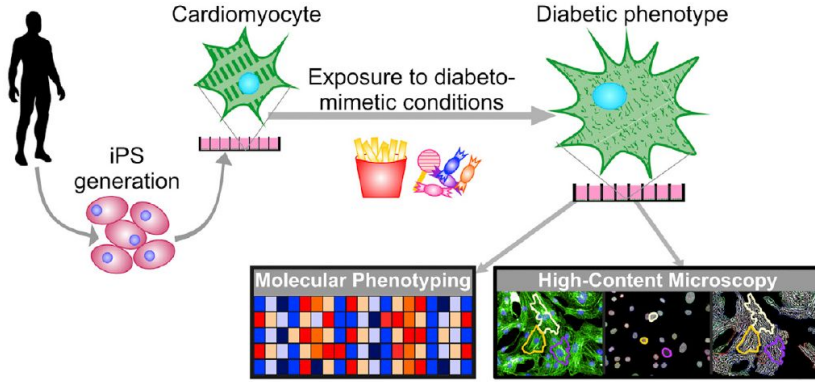 Cardiomyocyte
Diabetic phenotype
Exposure to diabeto-
mimetic conditions
iPS
generation
Molecular Phenotyping
High-Content Microscopy